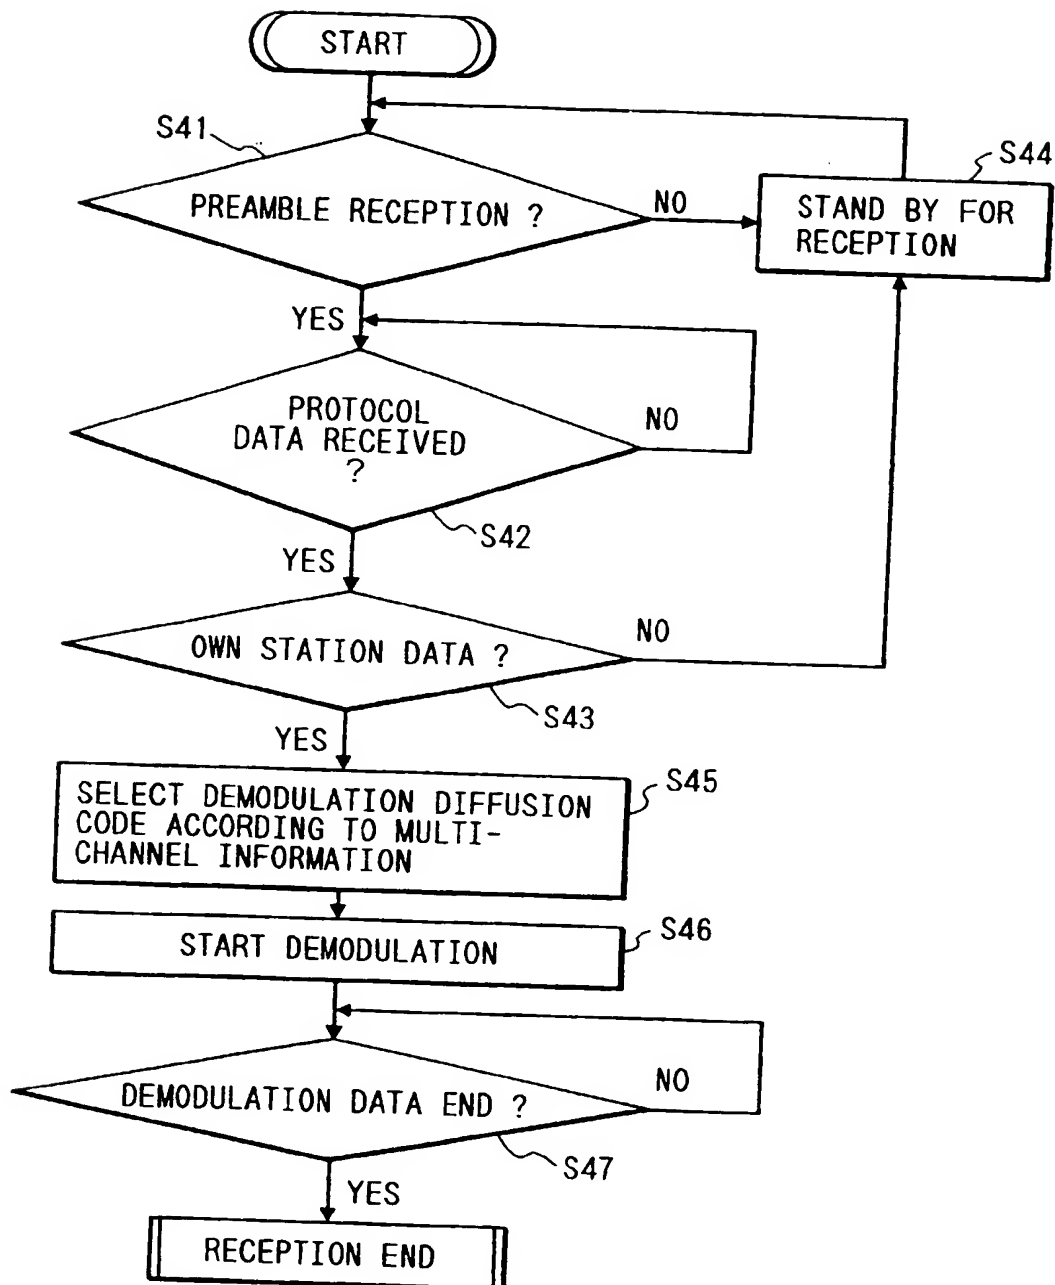 START
S41
S44
PREAMBLE RECEPTION ?
NO
STAND BY FOR
RECEPTION
YES
PROTOCOL
DATA RECEIVED
?
NO
S42
YES
OWN STATION DATA ?
NO
S43
YES
S45
SELECT DEMODULATION DIFFUSION
CODE ACCORDING TO MULTI-
CHANNEL INFORMATION
S46
START DEMODULATION
DEMODULATION DATA END ?
NO
S47
YES
RECEPTION END